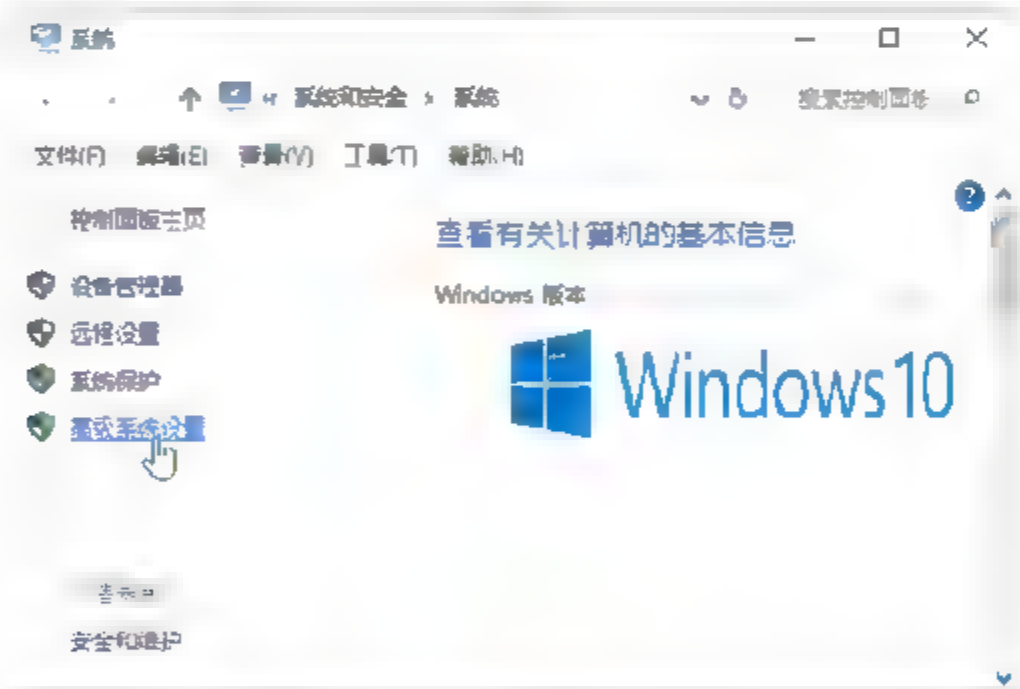 系统
系统和安全 › 系统
搜索控制面板
文件(F) 编辑(E) 查看(V) 工具(T) 帮助(H)
控制面板主页
查看有关计算机的基本信息
设备管理器
Windows 版本
远程设置
系统保护
Windows 10
高级系统设置
安全和维护